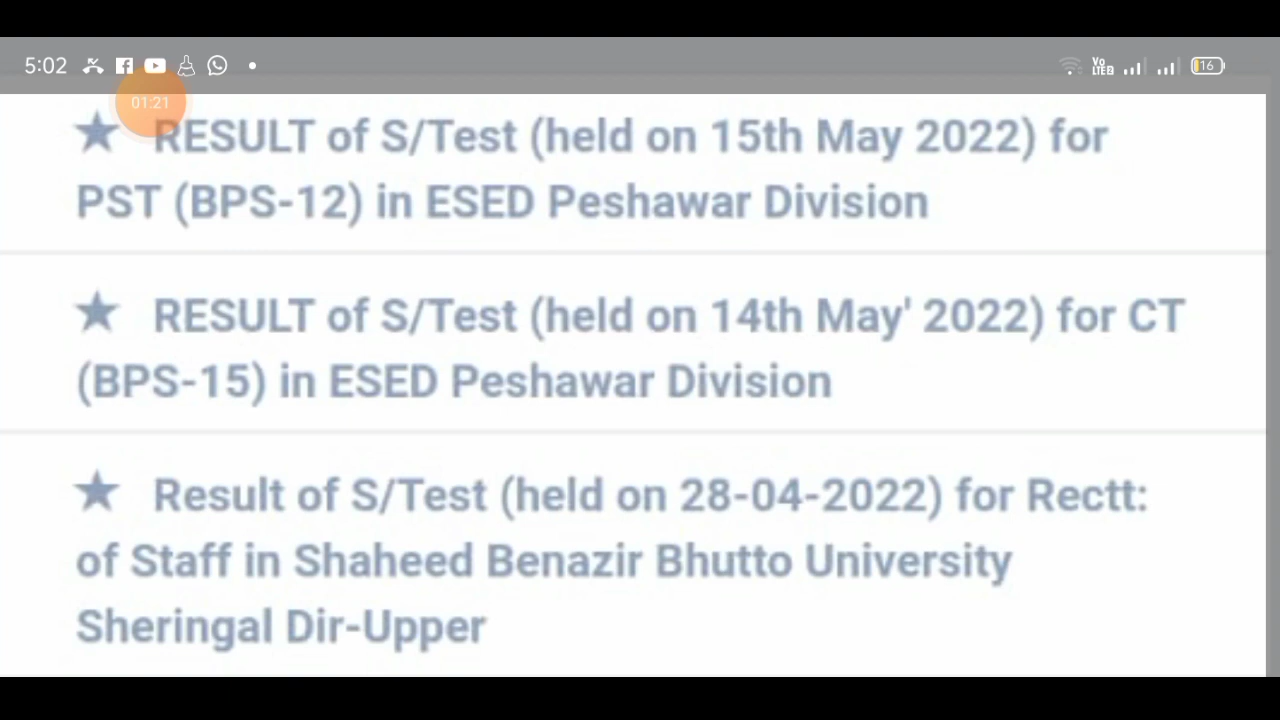 5:02
16
01:21
RESULT of S/Test (held on 15th May 2022) for
PST (BPS-12) in ESED Peshawar Division
RESULT of S/Test (held on 14th May' 2022) for CT
(BPS-15) in ESED Peshawar Division
Result of S/Test (held on 28-04-2022) for Rectt:
of Staff in Shaheed Benazir Bhutto University
Sheringal Dir-Upper